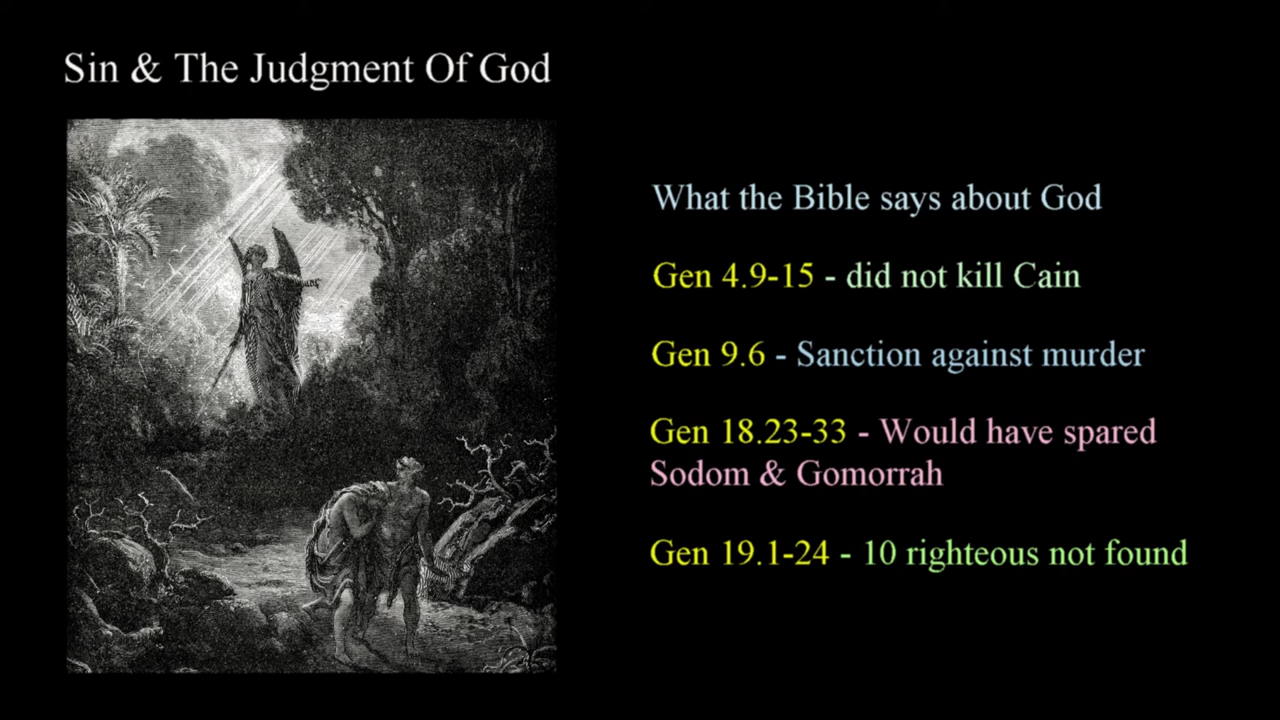 Sin & The Judgment Of God
What the Bible says about God
Gen 4.9-15 - did not kill Cain
Gen 9.6 - Sanction against murder
Gen 18.23-33 - Would have spared
Sodom & Gomorrah
Gen 19.1-24 - 10 righteous not found